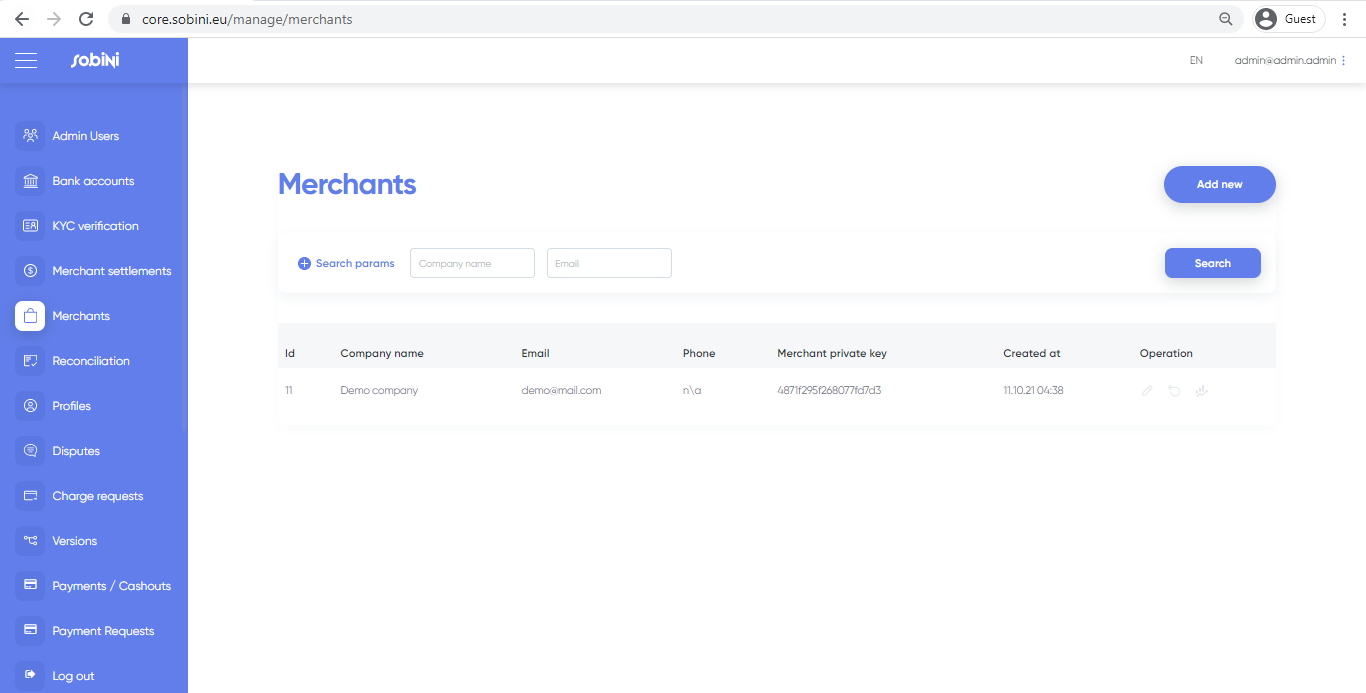 core.sobini.eu/manage/merchants
Guest
sobiNi
EN
admin@admin.admin
Admin Users
Bank accounts
KYC verification
Merchant settlements
Merchants
Reconciliation
Profiles
Disputes
Charge requests
Versions
Payments / Cashouts
Payment Requests
Log out
Merchants
Add new
Search params
Company name
Email
Search
Id Company name Email Phone Merchant private key Created at Operation
11 Demo company demo@mail.com n\a 4871f295f268077fd7d3 11.10.21 04:38